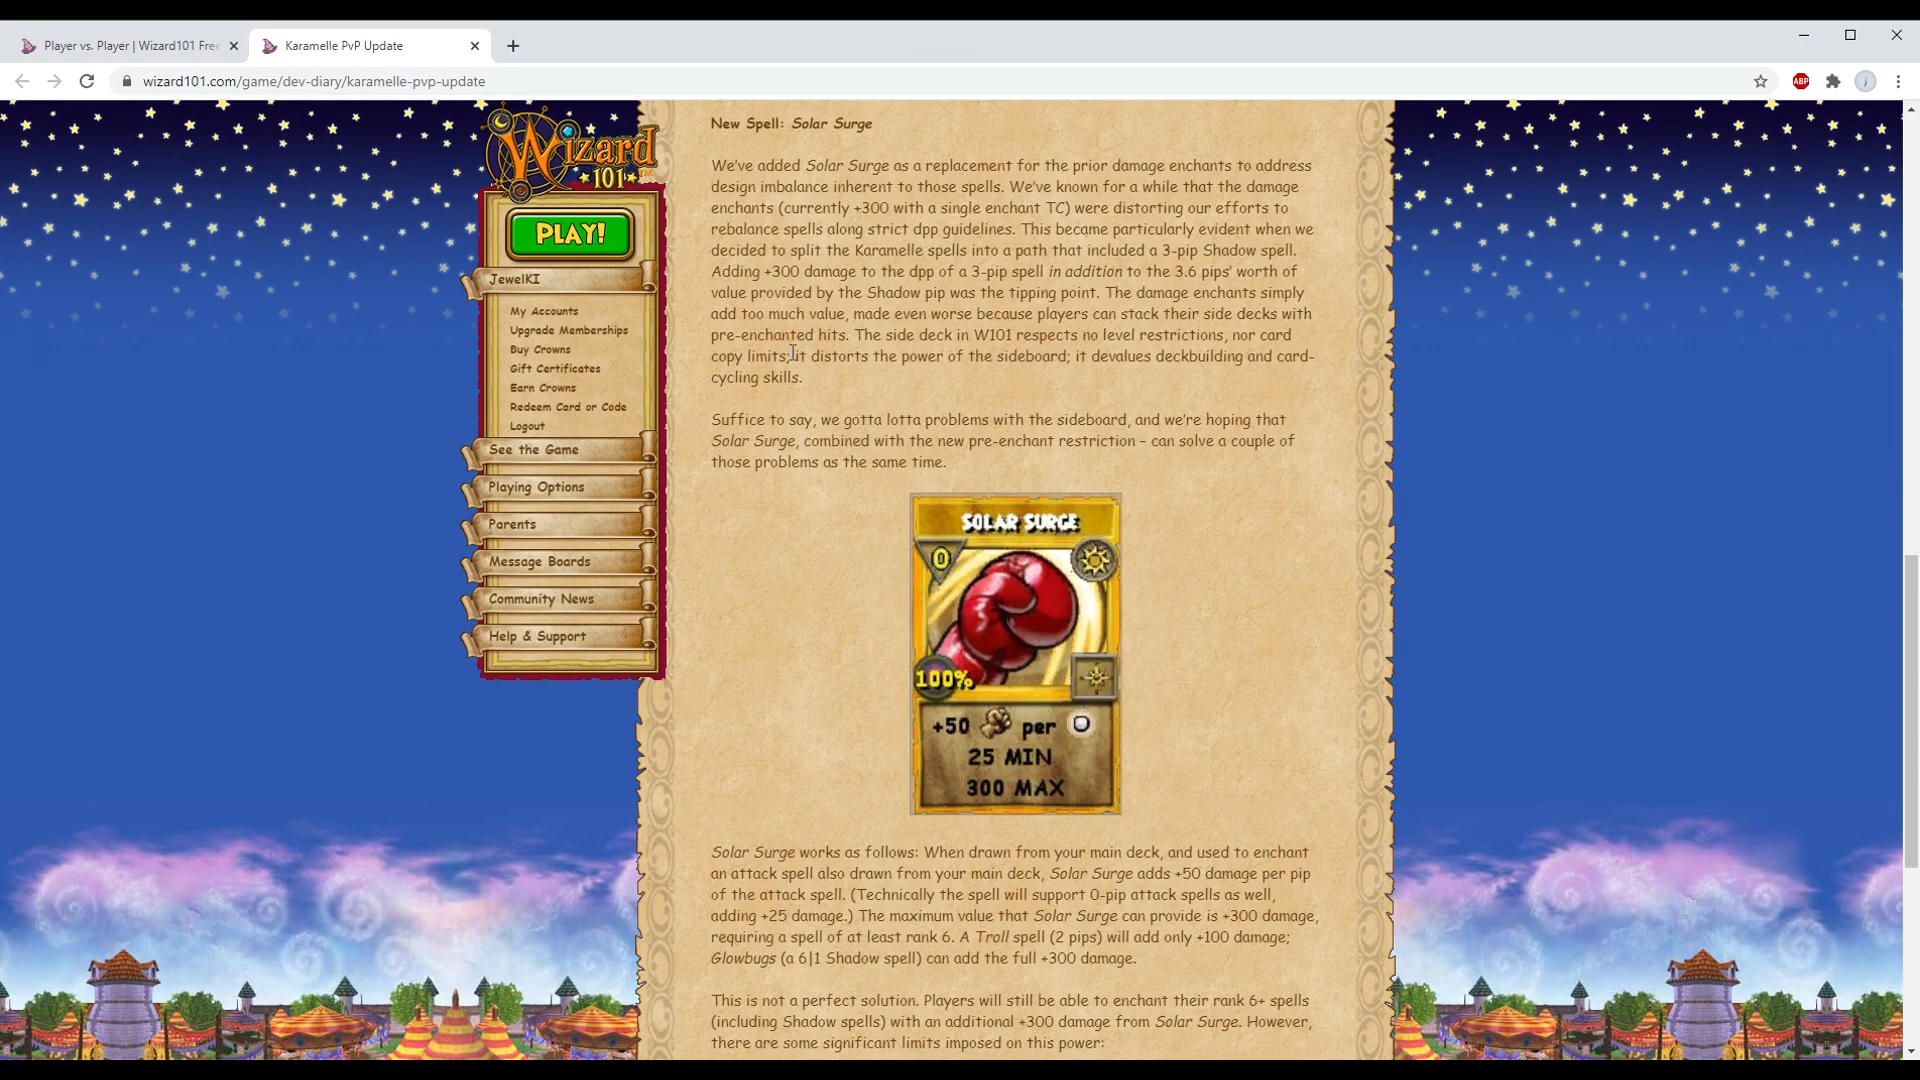 Player vs. Player | Wizard101 Free
Karamelle PvP Update
wizard101.com/game/dev-diary/karamelle-pvp-update
ABP
Wizard
101
PLAY!
JewelKI
My Accounts
Upgrade Memberships
Buy Crowns
Gift Certificates
Earn Crowns
Redeem Card or Code
Logout
See the Game
Playing Options
Parents
Message Boards
Community News
Help & Support
New Spell: Solar Surge
We've added Solar Surge as a replacement for the prior damage enchants to address
design imbalance inherent to those spells. We've known for a while that the damage
enchants (currently +300 with a single enchant TC) were distorting our efforts to
rebalance spells along strict dpp guidelines. This became particularly evident when we
decided to split the Karamelle spells into a path that included a 3-pip Shadow spell.
Adding +300 damage to the dpp of a 3-pip spell in addition to the 3.6 pips' worth of
value provided by the Shadow pip was the tipping point. The damage enchants simply
add too much value, made even worse because players can stack their side decks with
pre-enchanted hits. The side deck in W101 respects no level restrictions, nor card
copy limits; it distorts the power of the sideboard; it devalues deckbuilding and card-
cycling skills.
Suffice to say, we gotta lotta problems with the sideboard, and we're hoping that
Solar Surge, combined with the new pre-enchant restriction – can solve a couple of
those problems as the same time.
SOLAR SURGE
0
100%
+50 per
25 MIN
300 MAX
Solar Surge works as follows: When drawn from your main deck, and used to enchant
an attack spell also drawn from your main deck, Solar Surge adds +50 damage per pip
of the attack spell. (Technically the spell will support 0-pip attack spells as well,
adding +25 damage.) The maximum value that Solar Surge can provide is +300 damage,
requiring a spell of at least rank 6. A Troll spell (2 pips) will add only +100 damage;
Glowbugs (a 6|1 Shadow spell) can add the full +300 damage.
This is not a perfect solution. Players will still be able to enchant their rank 6+ spells
(including Shadow spells) with an additional +300 damage from Solar Surge. However,
there are some significant limits imposed on this power: